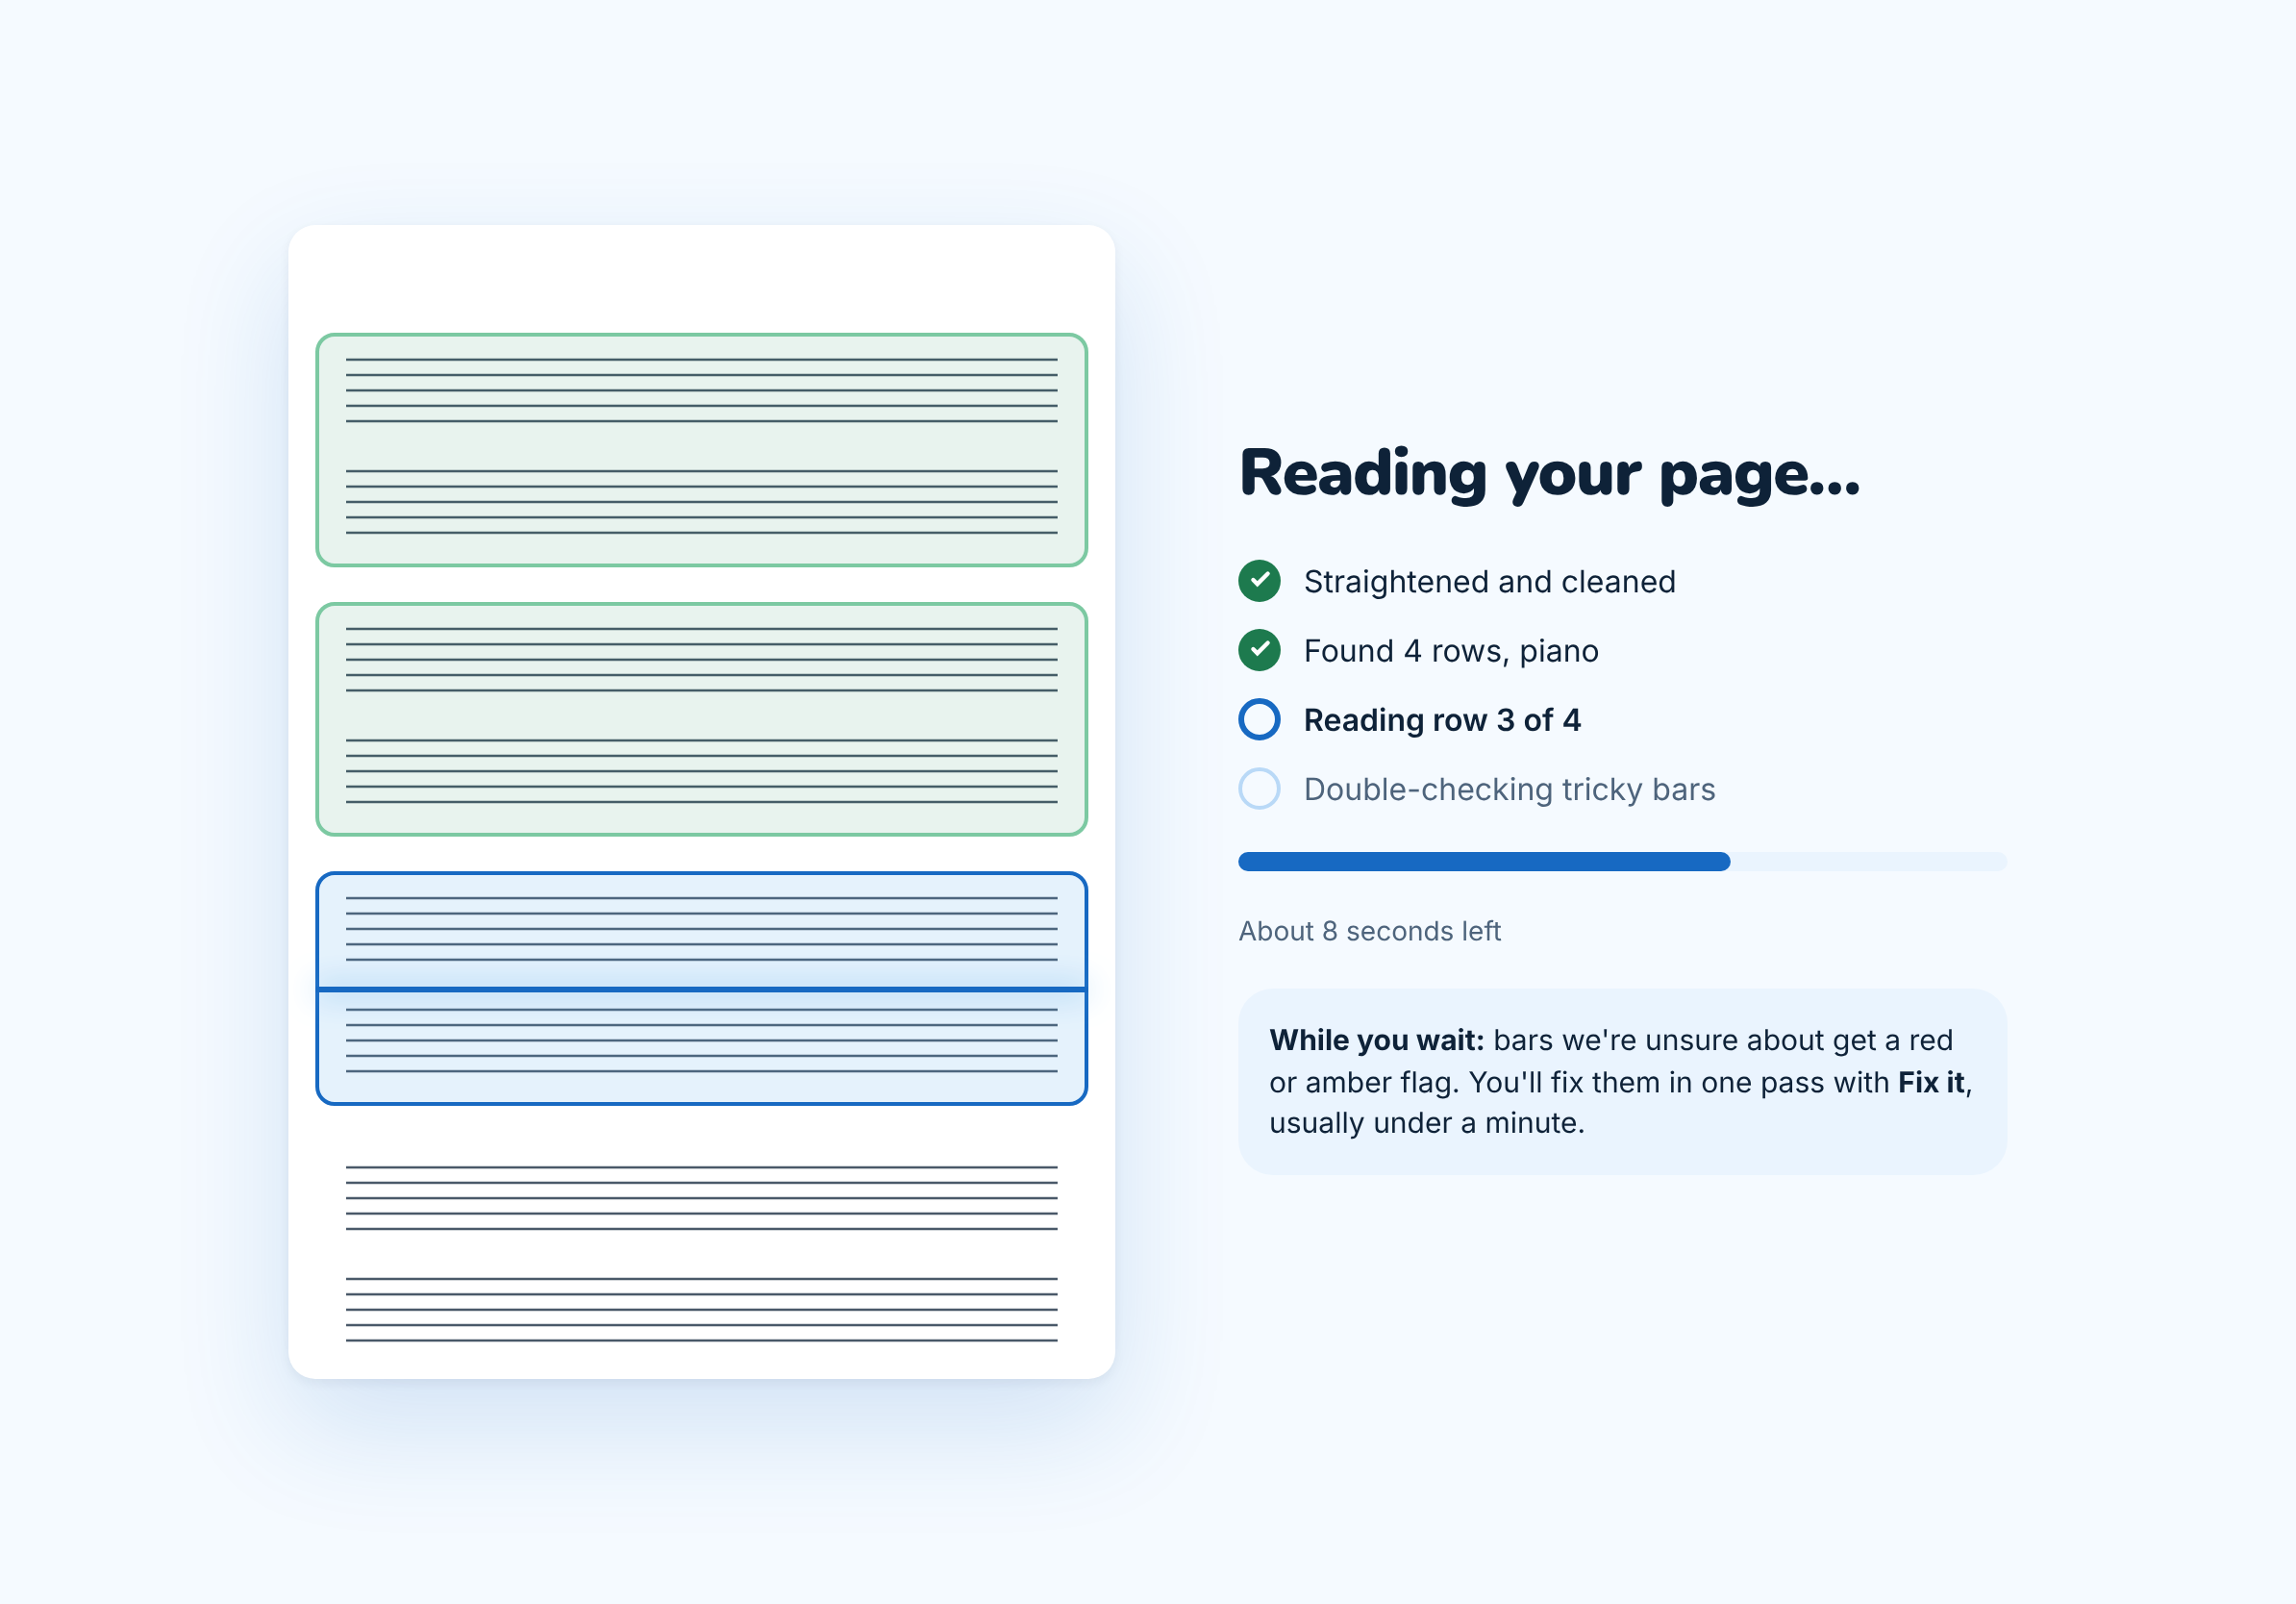 Reading your page...
Straightened and cleaned
Found 4 rows, piano
Reading row 3 of 4
Double-checking tricky bars
About 8 seconds left
While you wait: bars we're unsure about get a red
or amber flag. You'll fix them in one pass with Fix it,
usually under a minute.